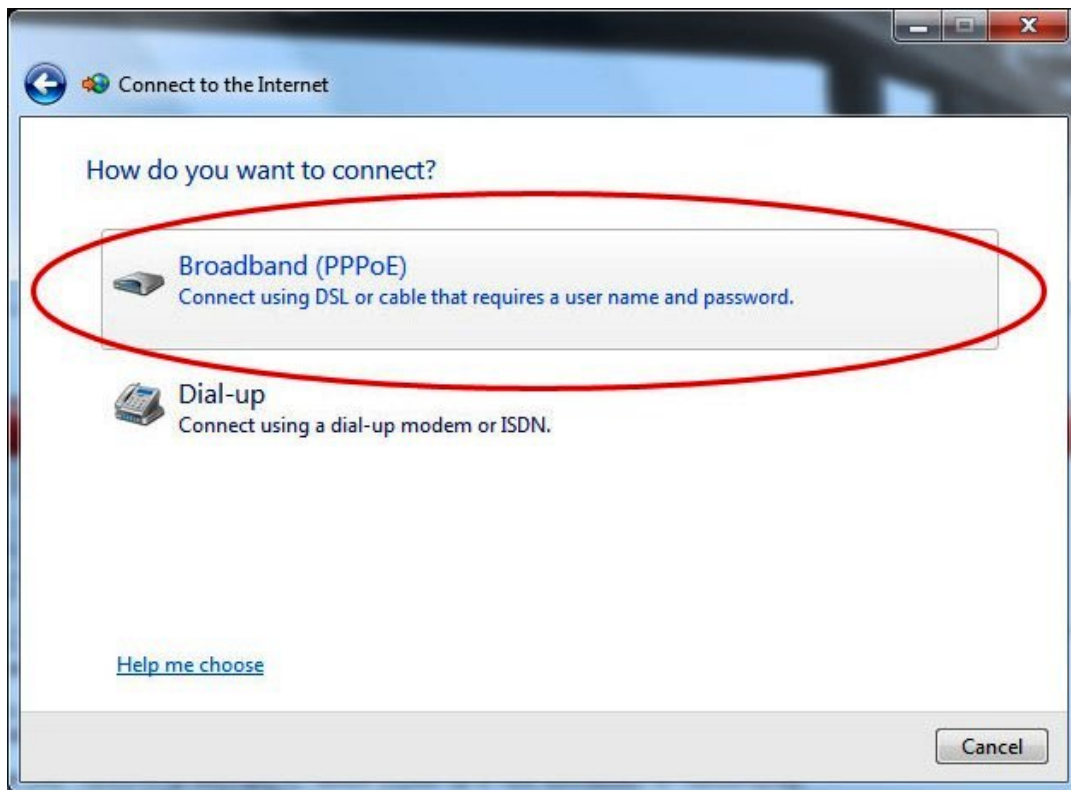 Connect to the Internet
How do you want to connect?
Broadband (PPPoE)
Connect using DSL or cable that requires a user name and password.
Dial-up
Connect using a dial-up modem or ISDN.
Help me choose
Cancel